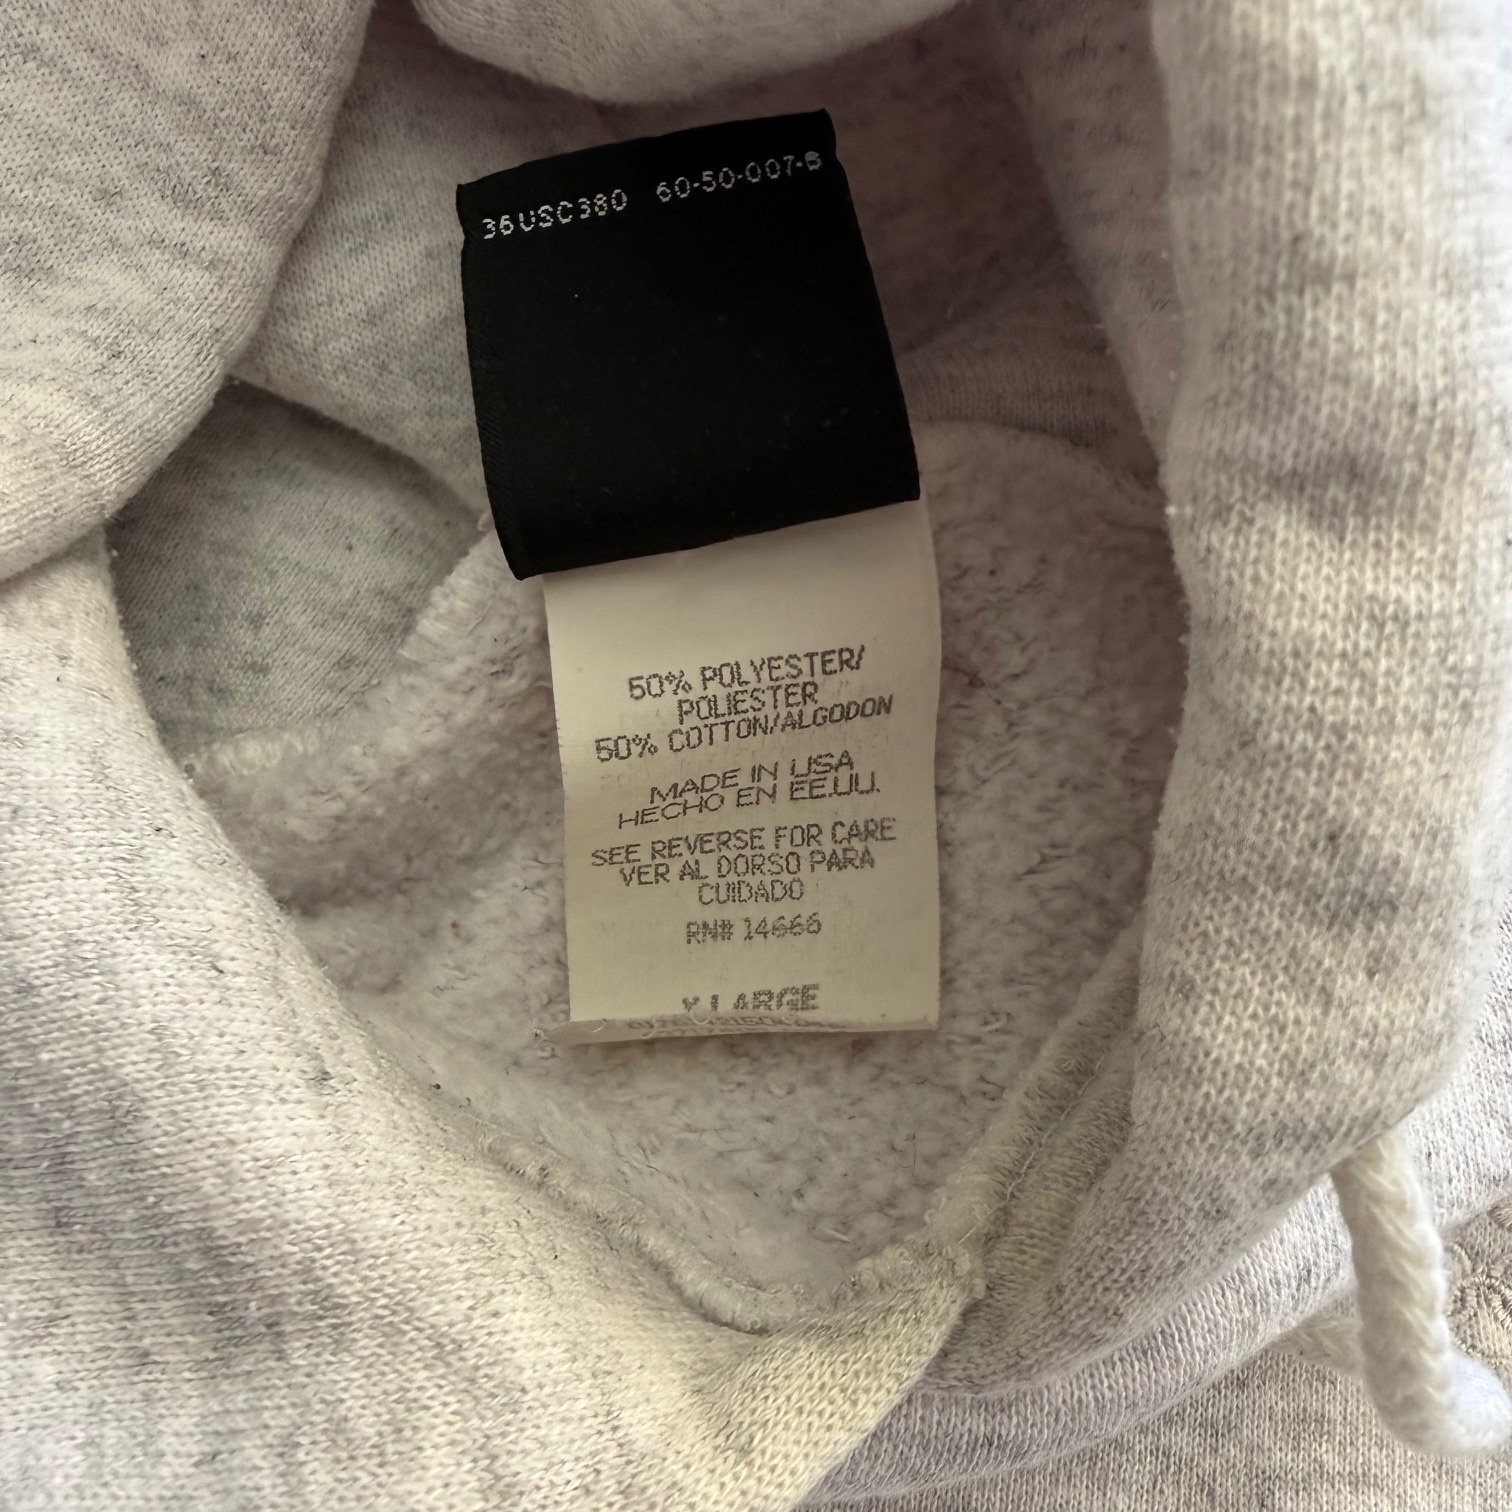 36USC380 60-50-007-B
50% POLYESTER/
POLIESTER
50% COTTON/ALGODON
MADE IN USA
HECHO EN EE.UU.
SEE REVERSE FOR CARE
VER AL DORSO PARA
CUIDADO
RN# 14666
X LARGE